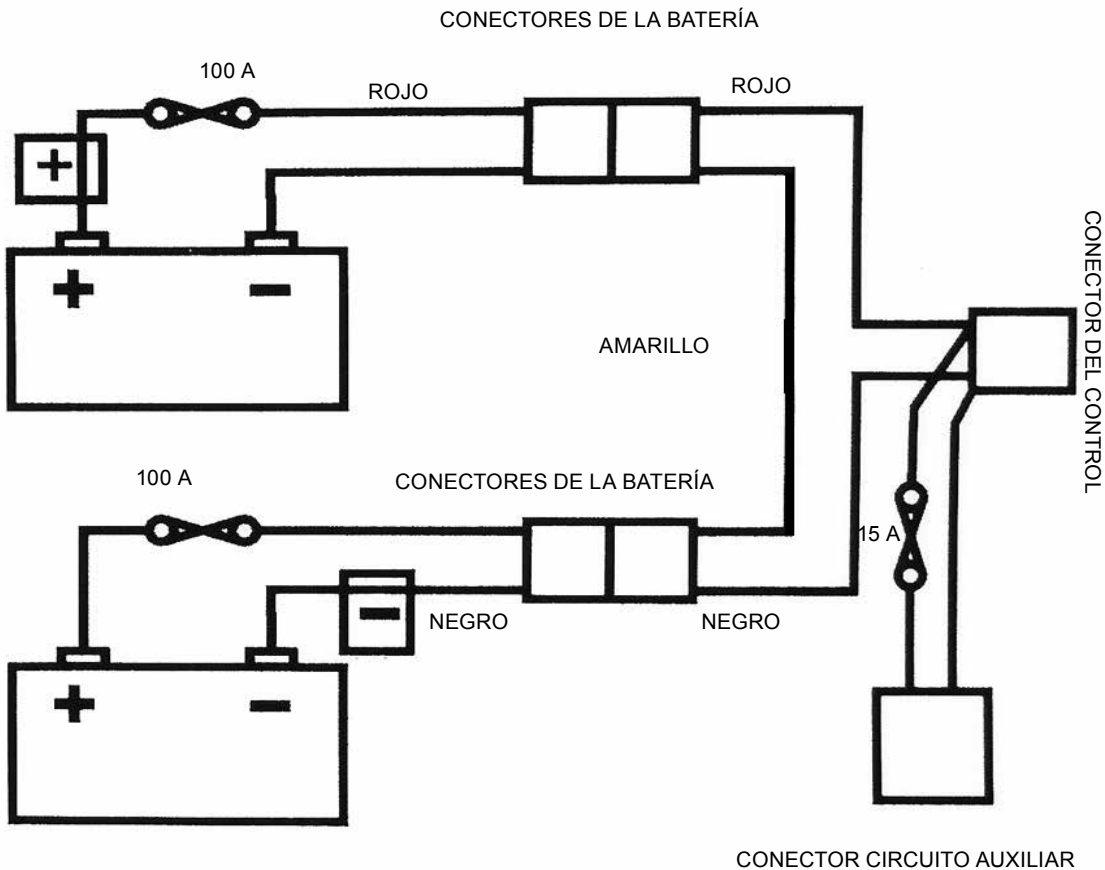 CONECTORES DE LA BATERÍA
100 A
ROJO
ROJO
+
+
−
CONECTOR DEL CONTROL
AMARILLO
100 A
CONECTORES DE LA BATERÍA
15 A
−
NEGRO
NEGRO
+
−
CONECTOR CIRCUITO AUXILIAR